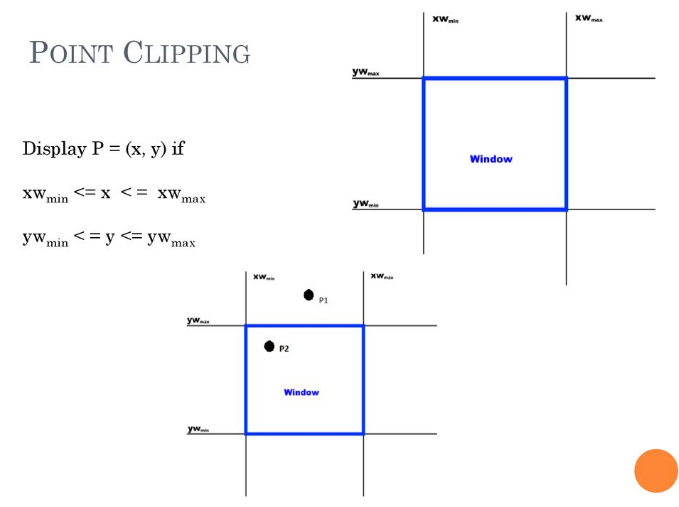 POINT CLIPPING
Display P = (x, y) if
xwmin <= x < = xwmax
ywmin < = y <= ywmax
xwmin
xwmax
ywmax
Window
ywmin
xwmin
xwmax
P1
ywmax
P2
Window
ywmin